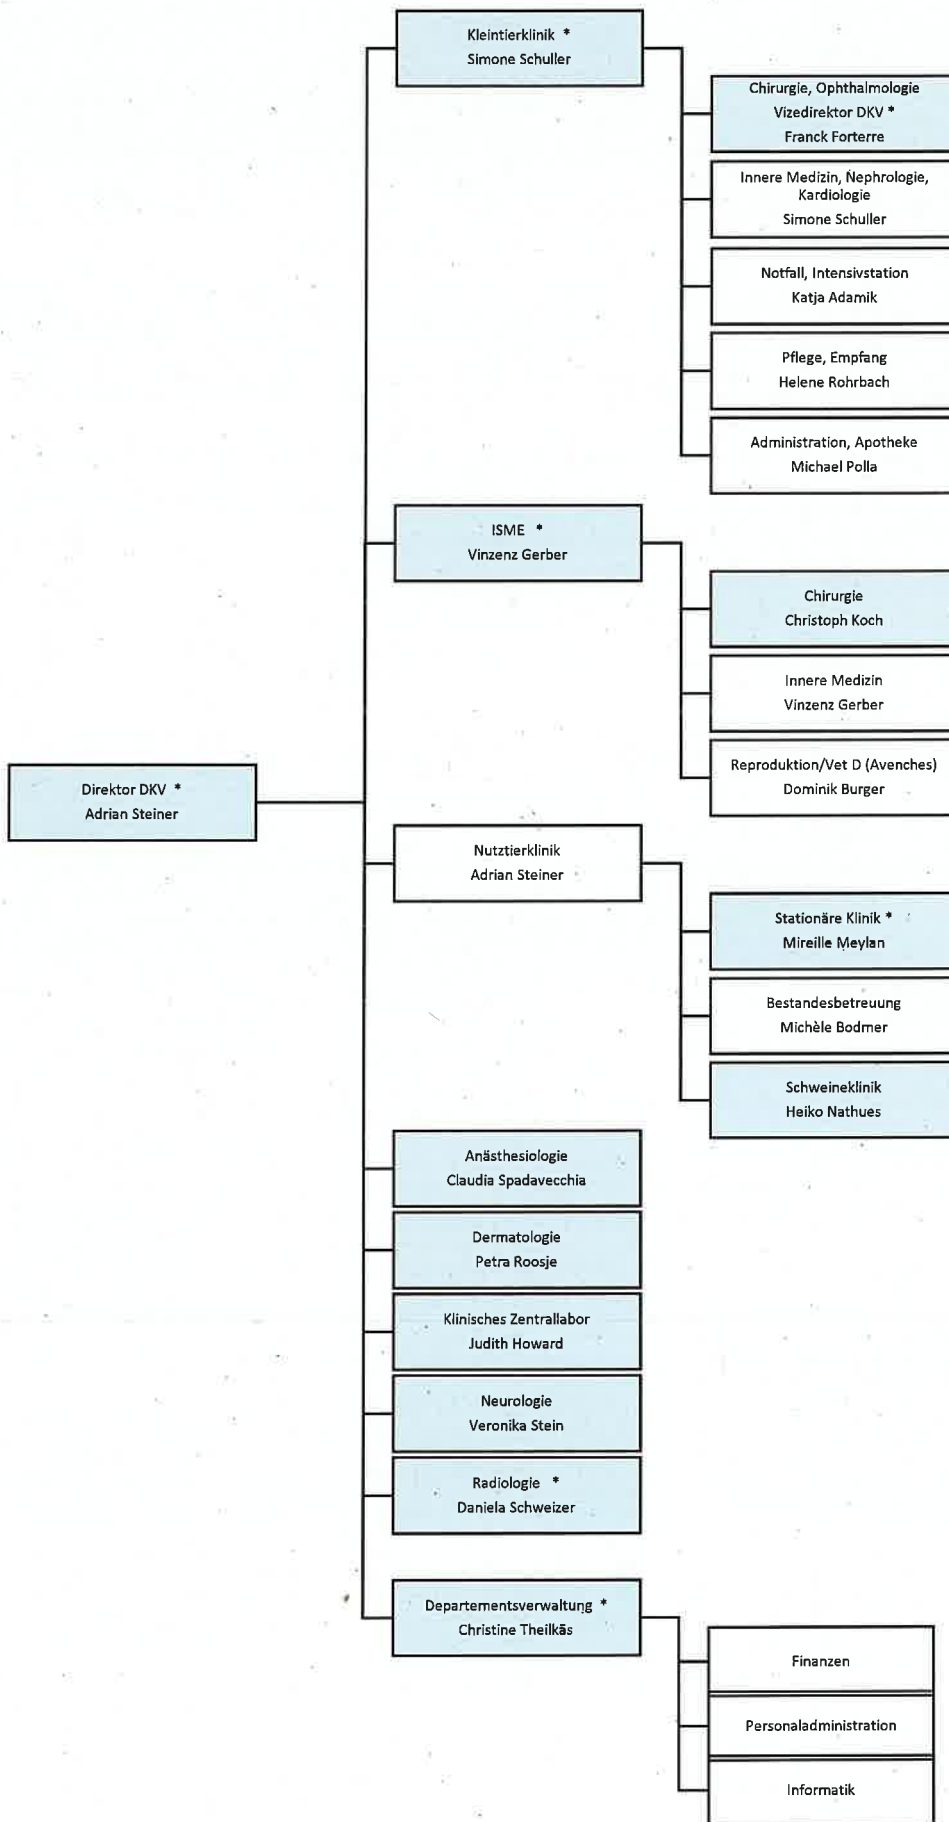 Kleintierklinik *
Simone Schuller
Chirurgie, Ophthalmologie
Vizedirektor DKV *
Franck Forterre
Innere Medizin, Nephrologie,
Kardiologie
Simone Schuller
Notfall, Intensivstation
Katja Adamik
Pflege, Empfang
Helene Rohrbach
Administration, Apotheke
Michael Polla
ISME *
Vinzenz Gerber
Chirurgie
Christoph Koch
Innere Medizin
Vinzenz Gerber
Reproduktion/Vet D (Avenches)
Dominik Burger
Direktor DKV *
Adrian Steiner
Nutztierklinik
Adrian Steiner
Stationäre Klinik *
Mireille Meylan
Bestandesbetreuung
Michèle Bodmer
Schweineklinik
Heiko Nathues
Anästhesiologie
Claudia Spadavecchia
Dermatologie
Petra Roosje
Klinisches Zentrallabor
Judith Howard
Neurologie
Veronika Stein
Radiologie *
Daniela Schweizer
Departementsverwaltung *
Christine Theilkäs
Finanzen
Personaladministration
Informatik